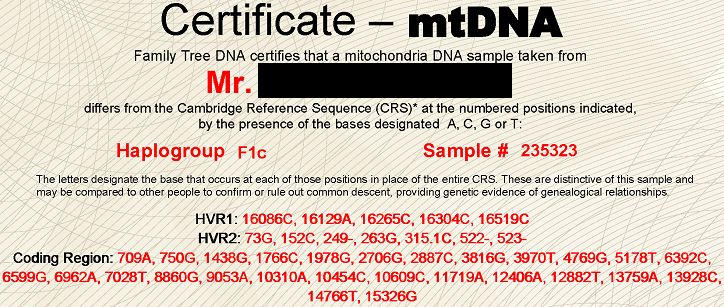 Certificate – mtDNA
Family Tree DNA certifies that a mitochondria DNA sample taken from
Mr.
differs from the Cambridge Reference Sequence (CRS)* at the numbered positions indicated,
by the presence of the bases designated A, C, G or T:
Haplogroup F1c Sample # 235323
The letters designate the base that occurs at each of those positions in place of the entire CRS. These are distinctive of this sample and
may be compared to other people to confirm or rule out common descent, providing genetic evidence of genealogical relationships.
HVR1: 16086C, 16129A, 16265C, 16304C, 16519C
HVR2: 73G, 152C, 249-, 263G, 315.1C, 522-, 523-
Coding Region: 709A, 750G, 1438G, 1766C, 1978G, 2706G, 2887C, 3816G, 3970T, 4769G, 5178T, 6392C,
6599G, 6962A, 7028T, 8860G, 9053A, 10310A, 10454C, 10609C, 11719A, 12406A, 12882T, 13759A, 13928C,
14766T, 15326G